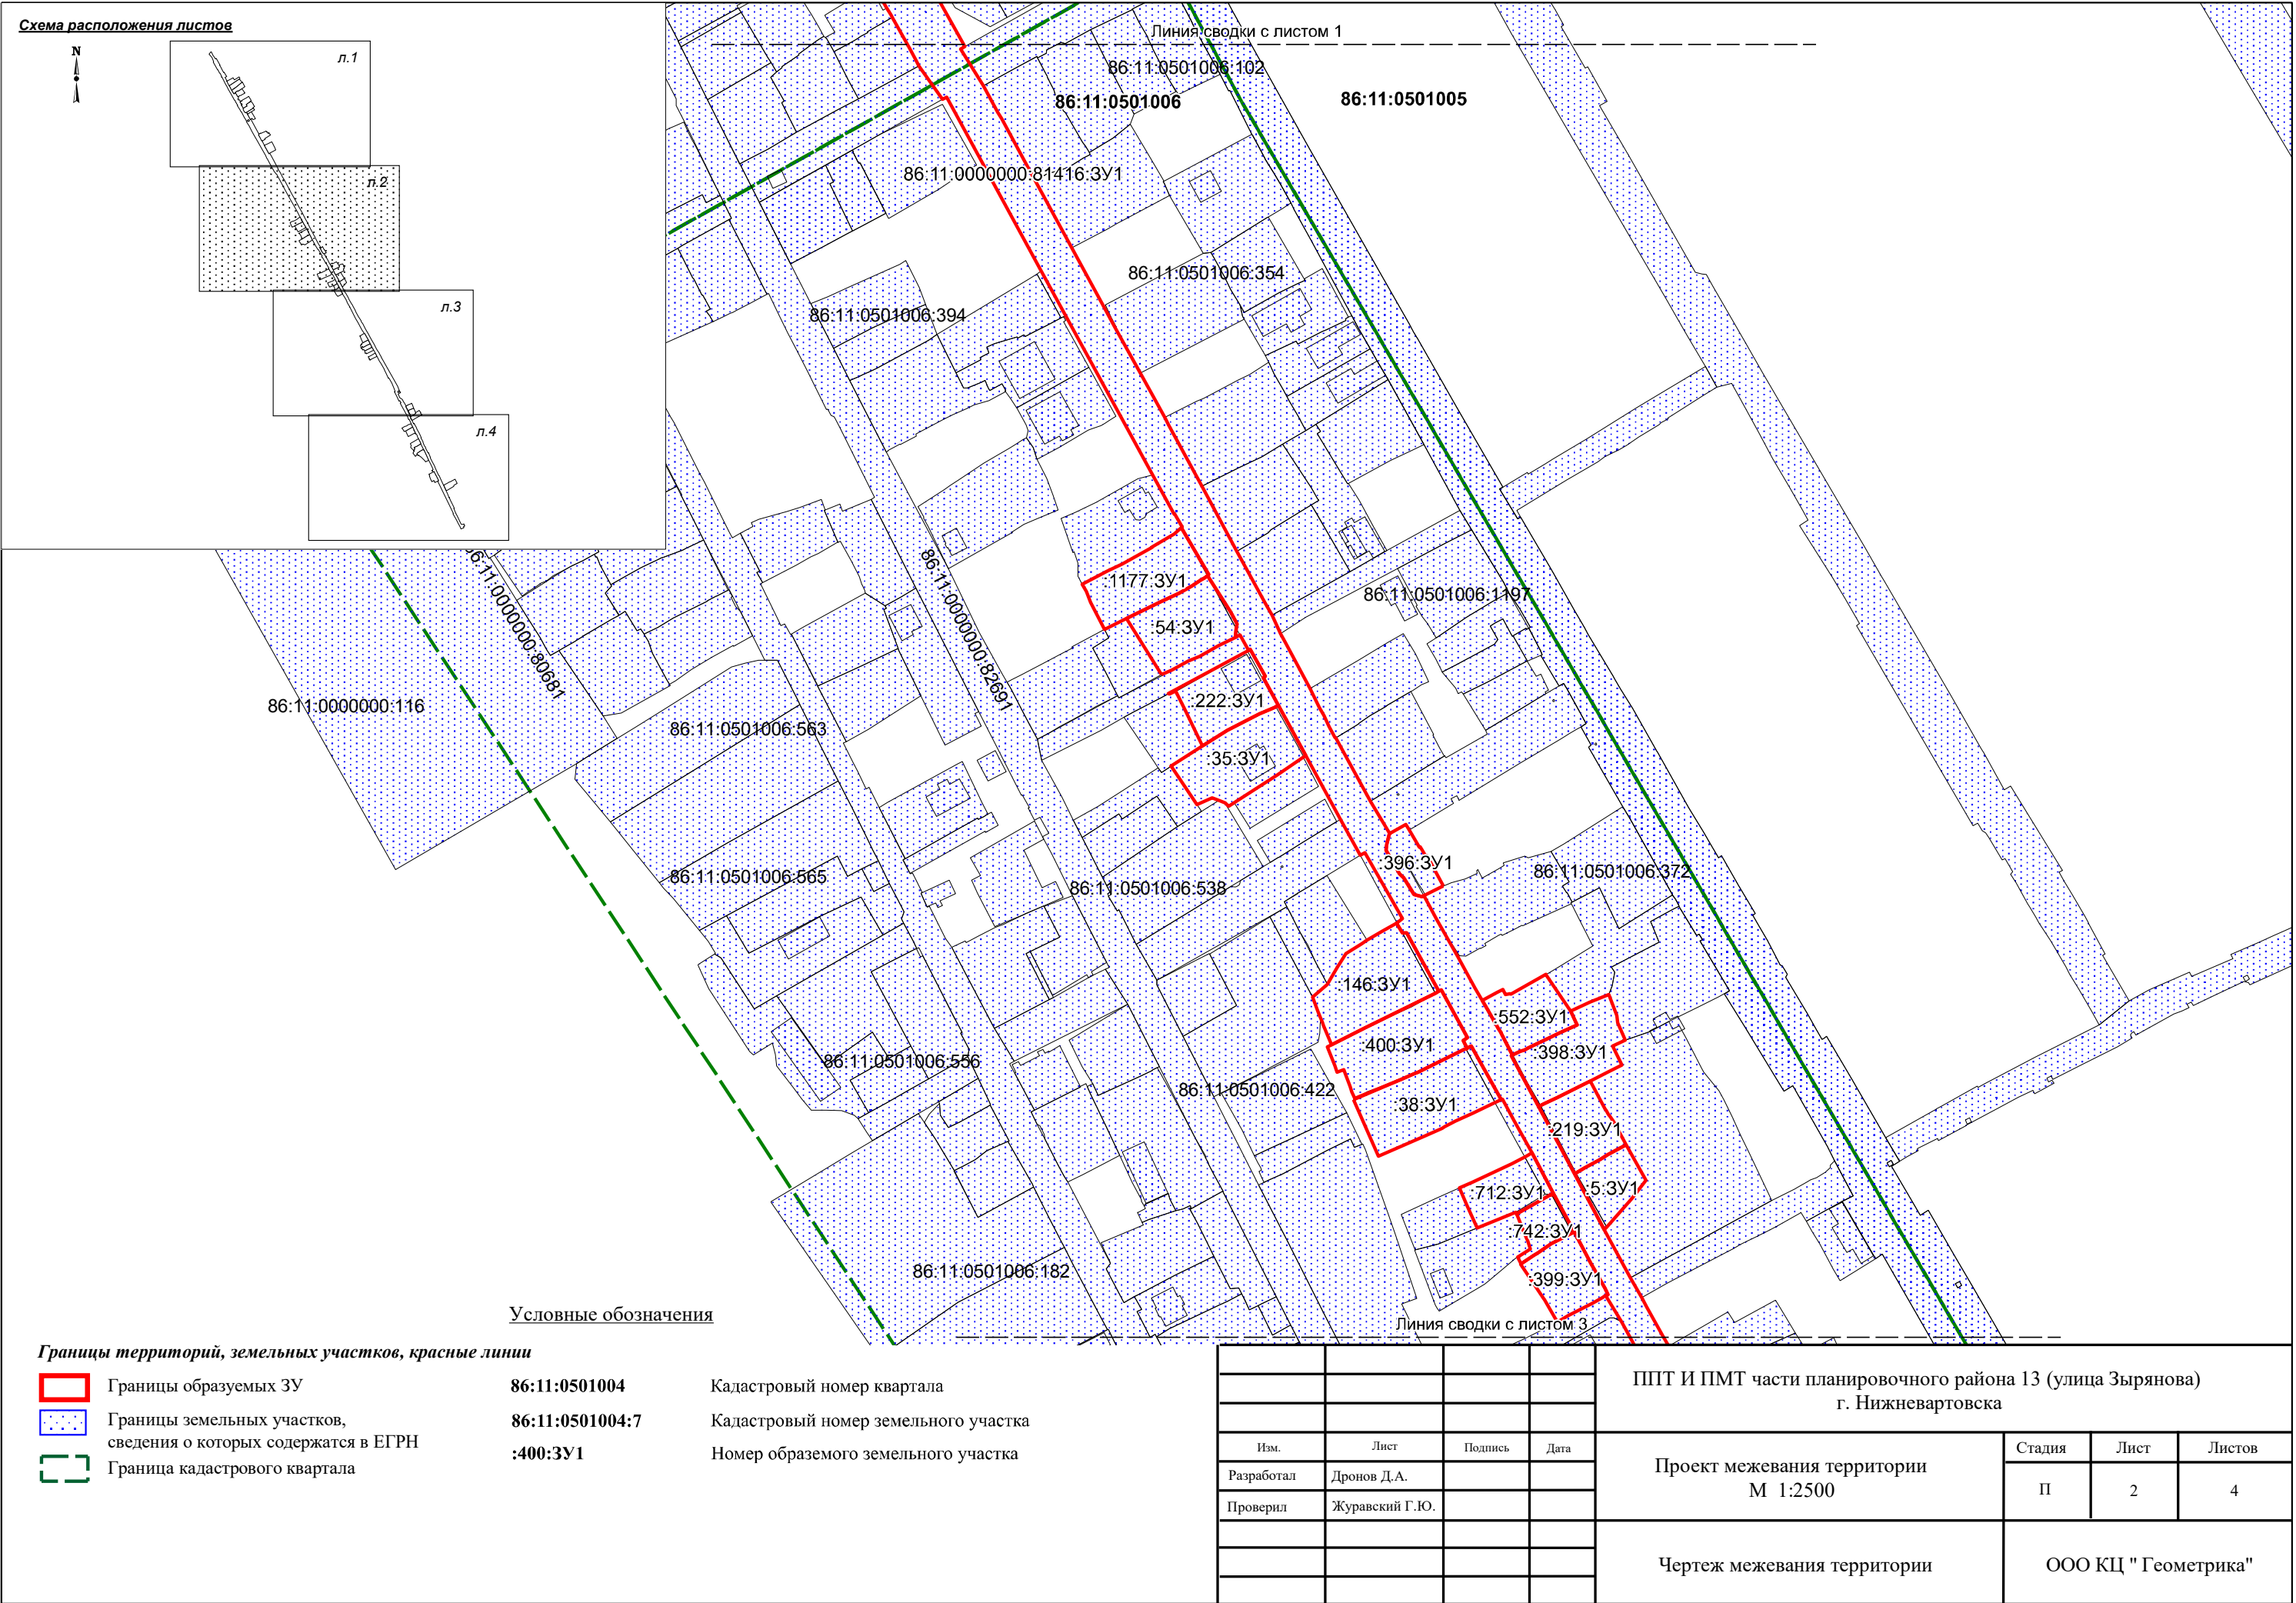 Схема расположения листов
N
л.1
л.2
л.3
л.4
Линия сводки с листом 1
86:11:0501006:102
86:11:0501006
86:11:0501005
86:11:0000000:81416:ЗУ1
86:11:0501006:354
86:11:0501006:394
86:11:0000000:80681
86:11:0000000:82691
:1177:ЗУ1
86:11:0501006:1197
:54:ЗУ1
86:11:0000000:116
:222:ЗУ1
86:11:0501006:563
:35:ЗУ1
:396:ЗУ1
86:11:0501006:372
86:11:0501006:565
86:11:0501006:538
:146:ЗУ1
:552:ЗУ1
:400:ЗУ1
:398:ЗУ1
86:11:0501006:556
86:11:0501006:422
:38:ЗУ1
:219:ЗУ1
:5:ЗУ1
:712:ЗУ1
:742:ЗУ1
86:11:0501006:182
:399:ЗУ1
Линия сводки с листом 3
Условные обозначения
Границы территорий, земельных участков, красные линии
Границы образуемых ЗУ
86:11:0501004
Кадастровый номер квартала
Границы земельных участков,
сведения о которых содержатся в ЕГРН
86:11:0501004:7
Кадастровый номер земельного участка
:400:ЗУ1
Номер образемого земельного участка
Граница кадастрового квартала
ППТ И ПМТ части планировочного района 13 (улица Зырянова)
г. Нижневартовска
Изм.
Лист
Подпись
Дата
Разработал
Дронов Д.А.
Проверил
Журавский Г.Ю.
Проект межевания территории
М 1:2500
Стадия
Лист
Листов
П
2
4
Чертеж межевания территории
ООО КЦ " Геометрика"